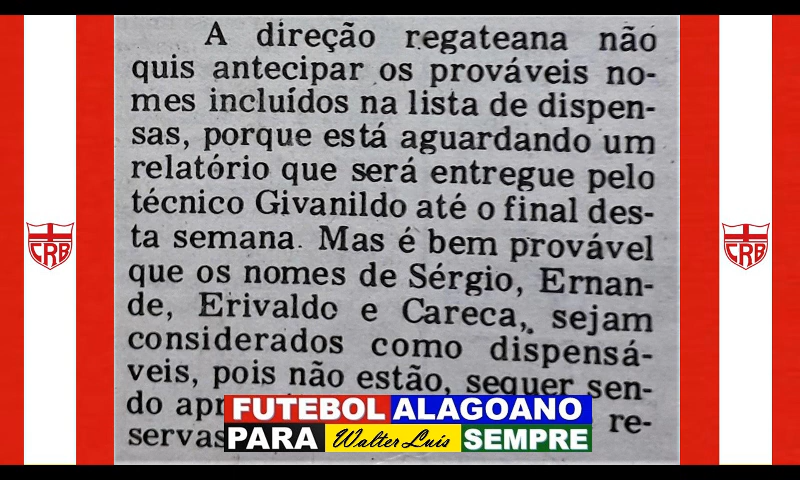 A direção regateana não
quis antecipar os prováveis no-
mes incluídos na lista de dispen-
sas, porque está aguardando um
relatório que será entregue pelo
técnico Givanildo até o final des-
ta semana. Mas é bem provável
que os nomes de Sérgio, Ernan-
de, Erivaldo e Careca, sejam
considerados como dispensá-
veis, pois não estão, sequer sen-
do re-
servas
FUTEBOL ALAGOANO
PARA Walter Luis SEMPRE
CRB
CRB